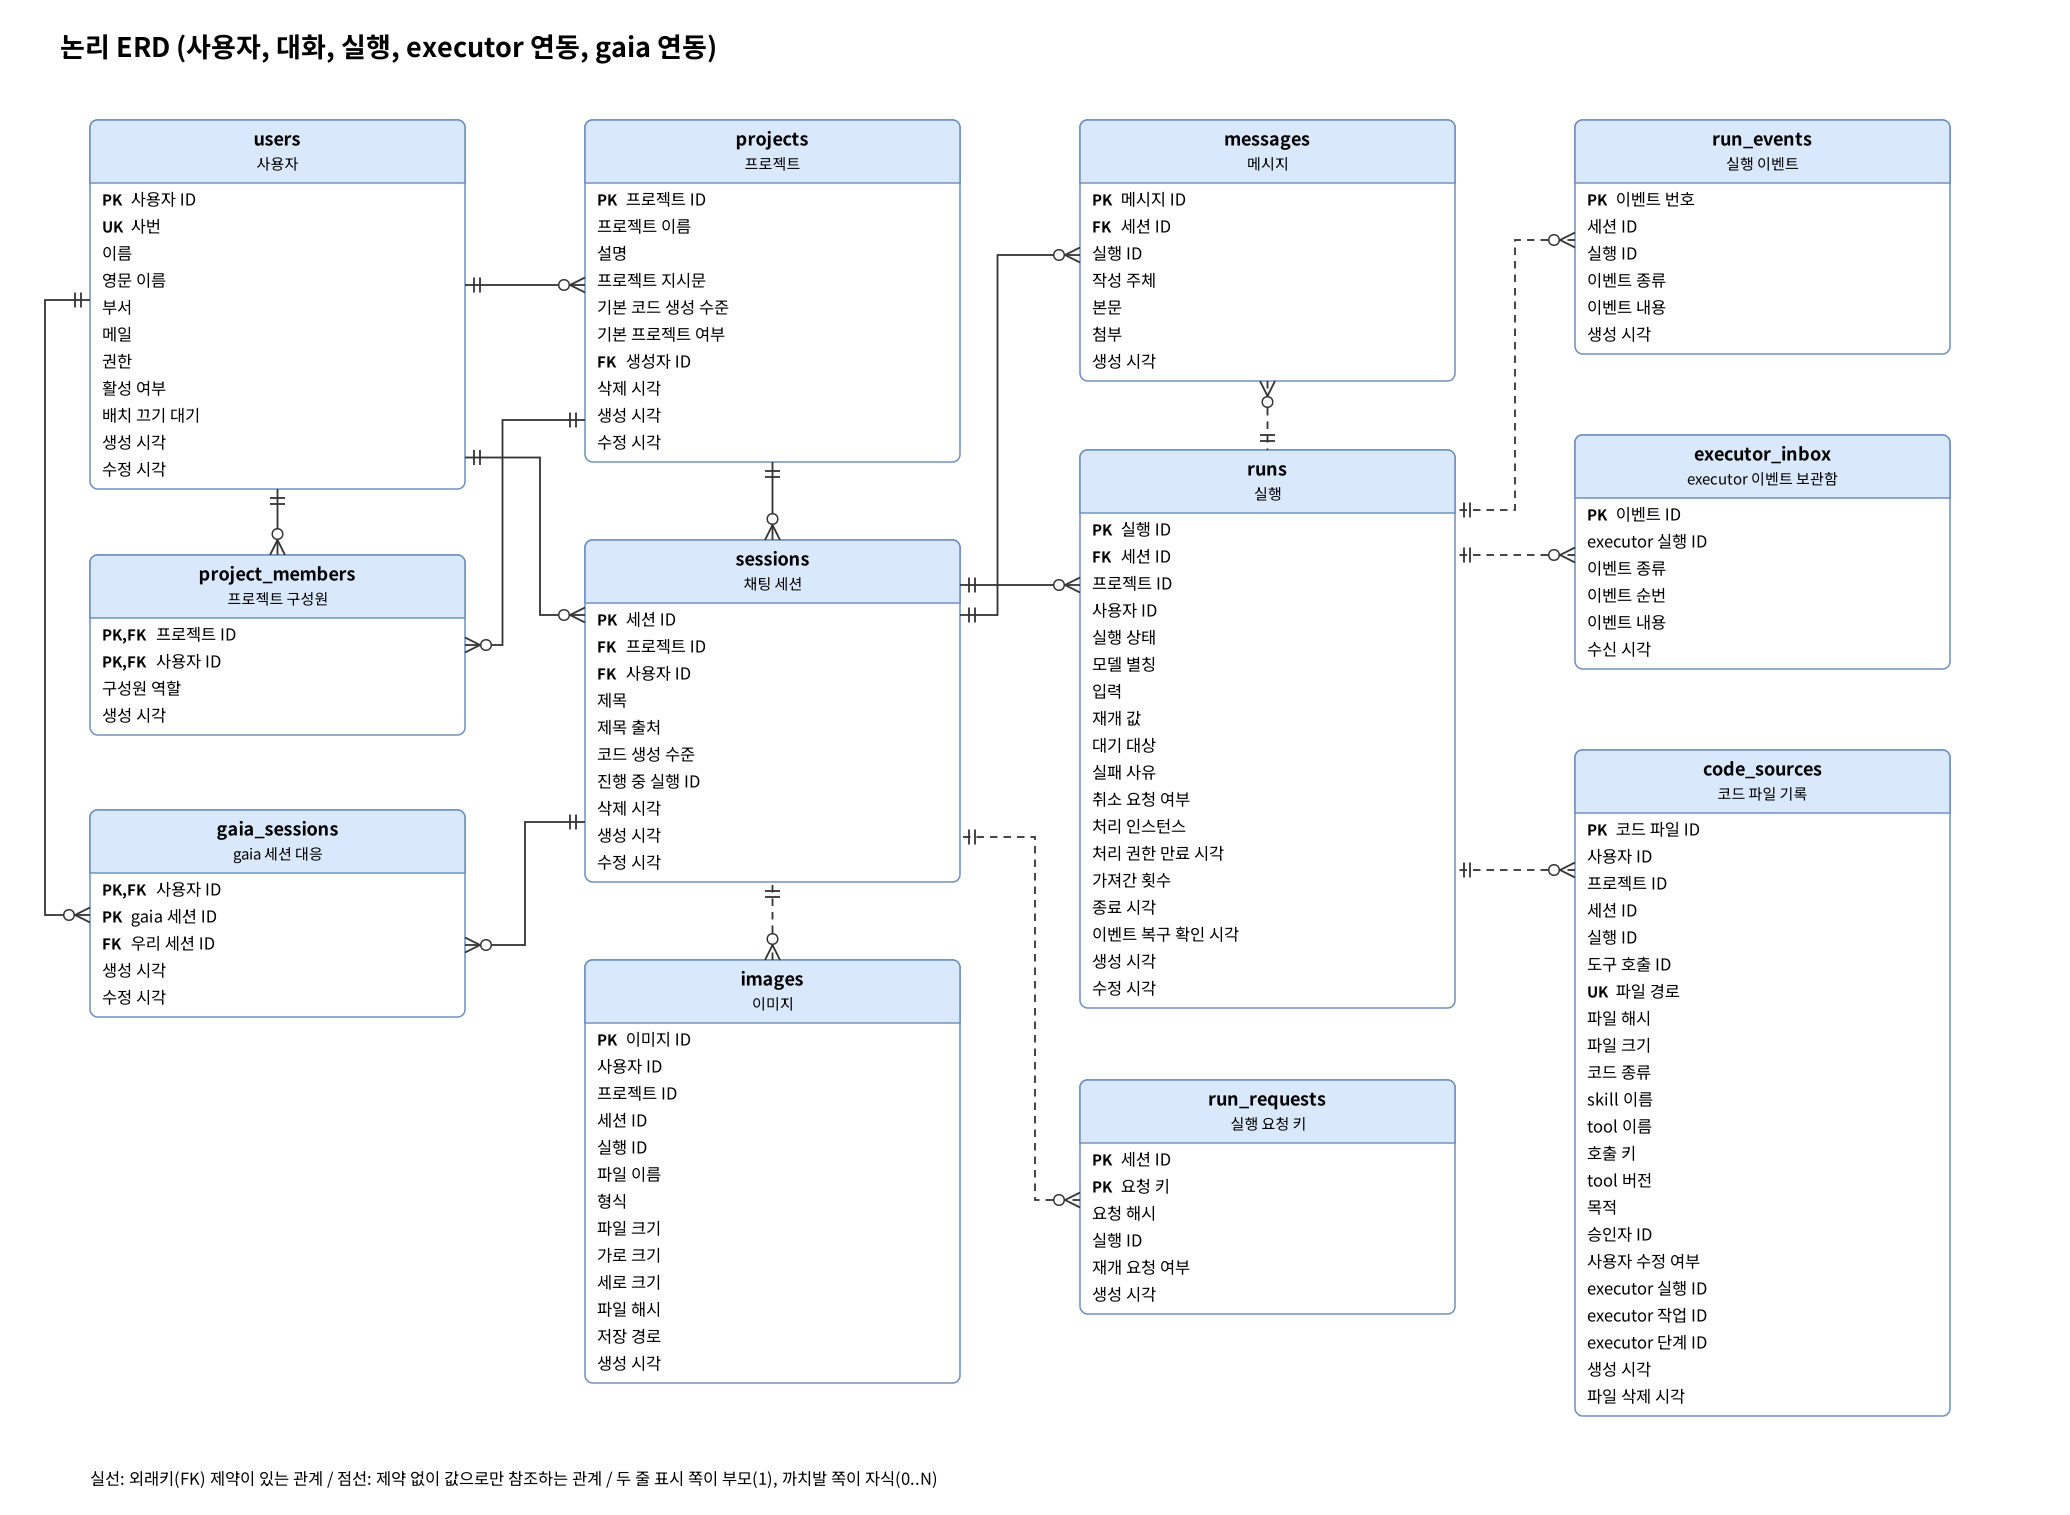 논리 ERD (사용자, 대화, 실행, executor 연동, gaia 연동)
users
사용자
PK 사용자 ID
UK 사번
이름
영문 이름
부서
메일
권한
활성 여부
배치 끄기 대기
생성 시각
수정 시각
project_members
프로젝트 구성원
PK,FK 프로젝트 ID
PK,FK 사용자 ID
구성원 역할
생성 시각
gaia_sessions
gaia 세션 대응
PK,FK 사용자 ID
PK gaia 세션 ID
FK 우리 세션 ID
생성 시각
수정 시각
projects
프로젝트
PK 프로젝트 ID
프로젝트 이름
설명
프로젝트 지시문
기본 코드 생성 수준
기본 프로젝트 여부
FK 생성자 ID
삭제 시각
생성 시각
수정 시각
sessions
채팅 세션
PK 세션 ID
FK 프로젝트 ID
FK 사용자 ID
제목
제목 출처
코드 생성 수준
진행 중 실행 ID
삭제 시각
생성 시각
수정 시각
images
이미지
PK 이미지 ID
사용자 ID
프로젝트 ID
세션 ID
실행 ID
파일 이름
형식
파일 크기
가로 크기
세로 크기
파일 해시
저장 경로
생성 시각
messages
메시지
PK 메시지 ID
FK 세션 ID
실행 ID
작성 주체
본문
첨부
생성 시각
runs
실행
PK 실행 ID
FK 세션 ID
프로젝트 ID
사용자 ID
실행 상태
모델 별칭
입력
재개 값
대기 대상
실패 사유
취소 요청 여부
처리 인스턴스
처리 권한 만료 시각
가져간 횟수
종료 시각
이벤트 복구 확인 시각
생성 시각
수정 시각
run_requests
실행 요청 키
PK 세션 ID
PK 요청 키
요청 해시
실행 ID
재개 요청 여부
생성 시각
run_events
실행 이벤트
PK 이벤트 번호
세션 ID
실행 ID
이벤트 종류
이벤트 내용
생성 시각
executor_inbox
executor 이벤트 보관함
PK 이벤트 ID
executor 실행 ID
이벤트 종류
이벤트 순번
이벤트 내용
수신 시각
code_sources
코드 파일 기록
PK 코드 파일 ID
사용자 ID
프로젝트 ID
세션 ID
실행 ID
도구 호출 ID
UK 파일 경로
파일 해시
파일 크기
코드 종류
skill 이름
tool 이름
호출 키
tool 버전
목적
승인자 ID
사용자 수정 여부
executor 실행 ID
executor 작업 ID
executor 단계 ID
생성 시각
파일 삭제 시각
실선: 외래키(FK) 제약이 있는 관계 / 점선: 제약 없이 값으로만 참조하는 관계 / 두 줄 표시 쪽이 부모(1), 까치발 쪽이 자식(0..N)